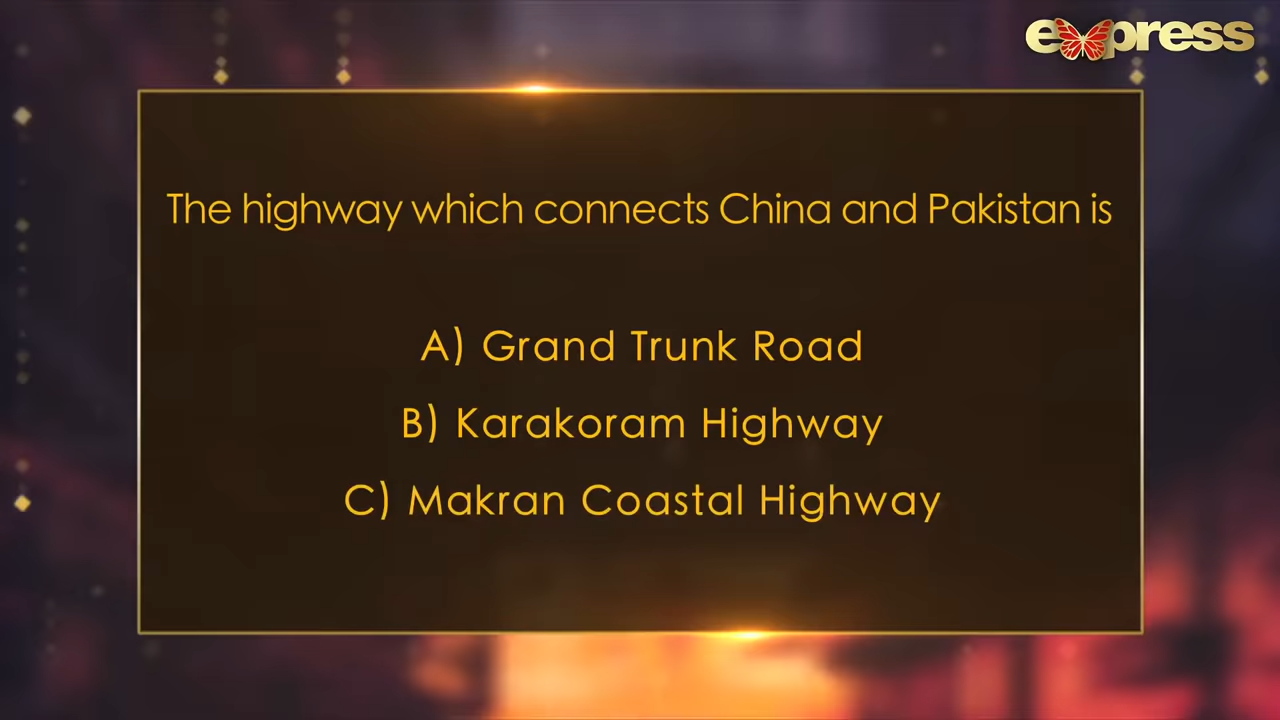 express
The highway which connects China and Pakistan is
A) Grand Trunk Road
B) Karakoram Highway
C) Makran Coastal Highway